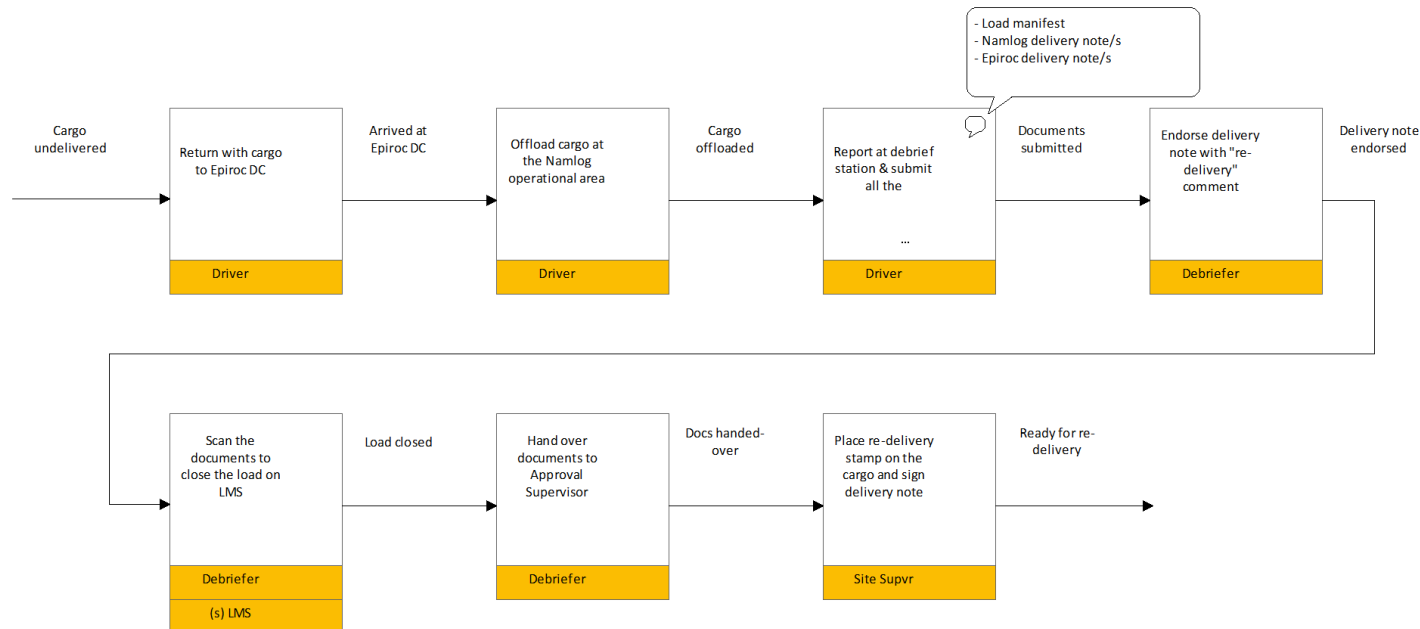 - Load manifest
- Namlog delivery note/s
- Epiroc delivery note/s
Cargo
undelivered
Return with cargo
to Epiroc DC
Driver
Arrived at
Epiroc DC
Offload cargo at
the Namlog
operational area
Driver
Cargo
offloaded
Report at debrief
station & submit
all the
...
Driver
Documents
submitted
Endorse delivery
note with "re-
delivery"
comment
Debriefer
Delivery note
endorsed
Scan the
documents to
close the load on
LMS
Debriefer
(s) LMS
Load closed
Hand over
documents to
Approval
Supervisor
Debriefer
Docs handed-
over
Place re-delivery
stamp on the
cargo and sign
delivery note
Site Supvr
Ready for re-
delivery